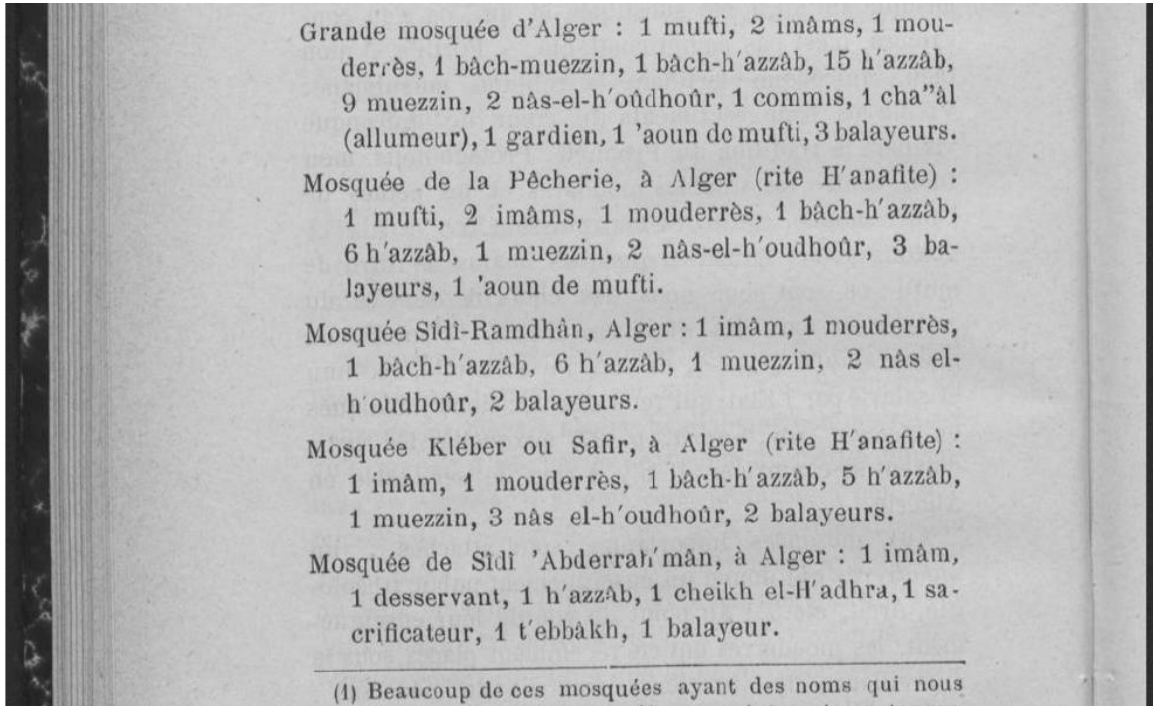 Grande mosquée d'Alger : 1 mufti, 2 imâms, 1 mou-
derrès, 1 bâch-muezzin, 1 bâch-h'azzâb, 15 h'azzâb,
9 muezzin, 2 nâs-el-h'oûdhoûr, 1 commis, 1 cha''âl
(allumeur), 1 gardien, 1 'aoun de mufti, 3 balayeurs.
Mosquée de la Pêcherie, à Alger (rite H'anafite) :
1 mufti, 2 imâms, 1 mouderrès, 1 bâch-h'azzâb,
6 h'azzâb, 1 muezzin, 2 nâs-el-h'oudhoûr, 3 ba-
layeurs, 1 'aoun de mufti.
Mosquée Sîdî-Ramdhân, Alger : 1 imâm, 1 mouderrès,
1 bâch-h'azzâb, 6 h'azzâb, 1 muezzin, 2 nâs el-
h'oudhoûr, 2 balayeurs.
Mosquée Kléber ou Safir, à Alger (rite H'anafite) :
1 imâm, 1 mouderrès, 1 bâch-h'azzâb, 5 h'azzâb,
1 muezzin, 3 nâs el-h'oudhoûr, 2 balayeurs.
Mosquée de Sîdî 'Abderrah'mân, à Alger : 1 imâm,
1 desservant, 1 h'azzâb, 1 cheikh el-H'adhra, 1 sa-
crificateur, 1 t'ebbâkh, 1 balayeur.
(1) Beaucoup de ces mosquées ayant des noms qui nous